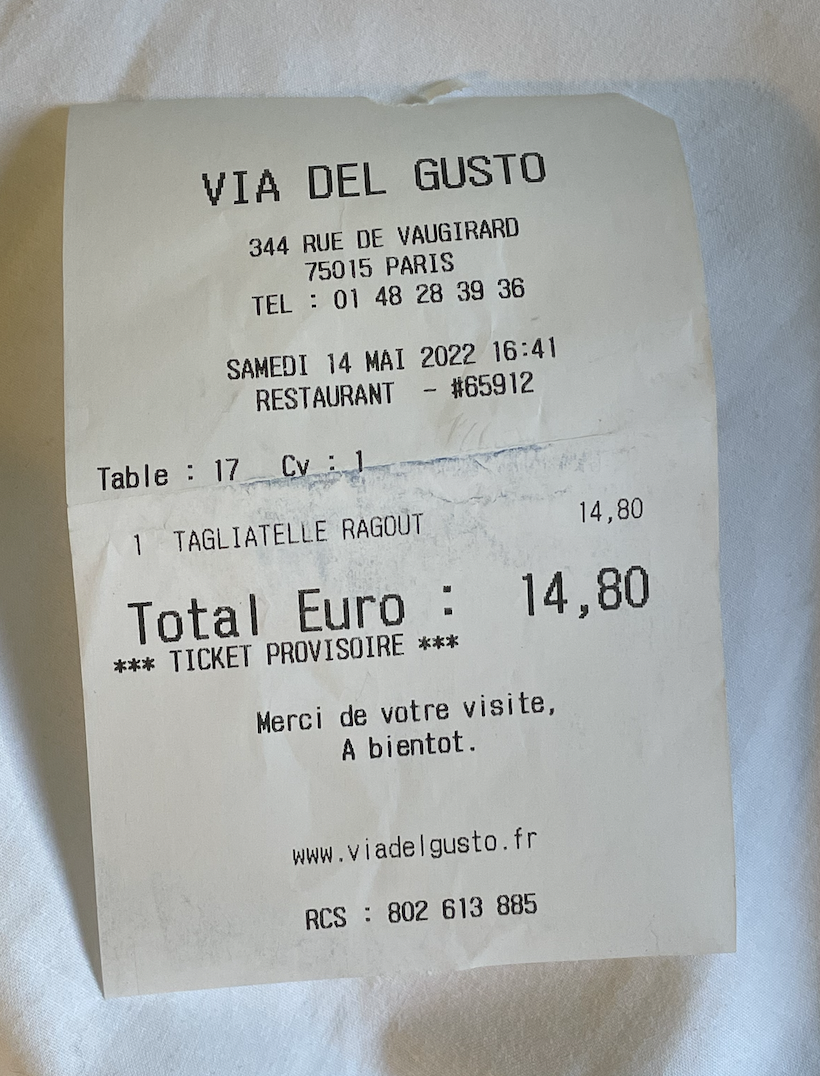 VIA DEL GUSTO
344 RUE DE VAUGIRARD
75015 PARIS
TEL : 01 48 28 39 36
SAMEDI 14 MAI 2022 16:41
RESTAURANT - #65912
Table : 17 Cv : 1
1 TAGLIATELLE RAGOUT 14,80
Total Euro : 14,80
*** TICKET PROVISOIRE ***
Merci de votre visite,
A bientot.
www.viadelgusto.fr
RCS : 802 613 885